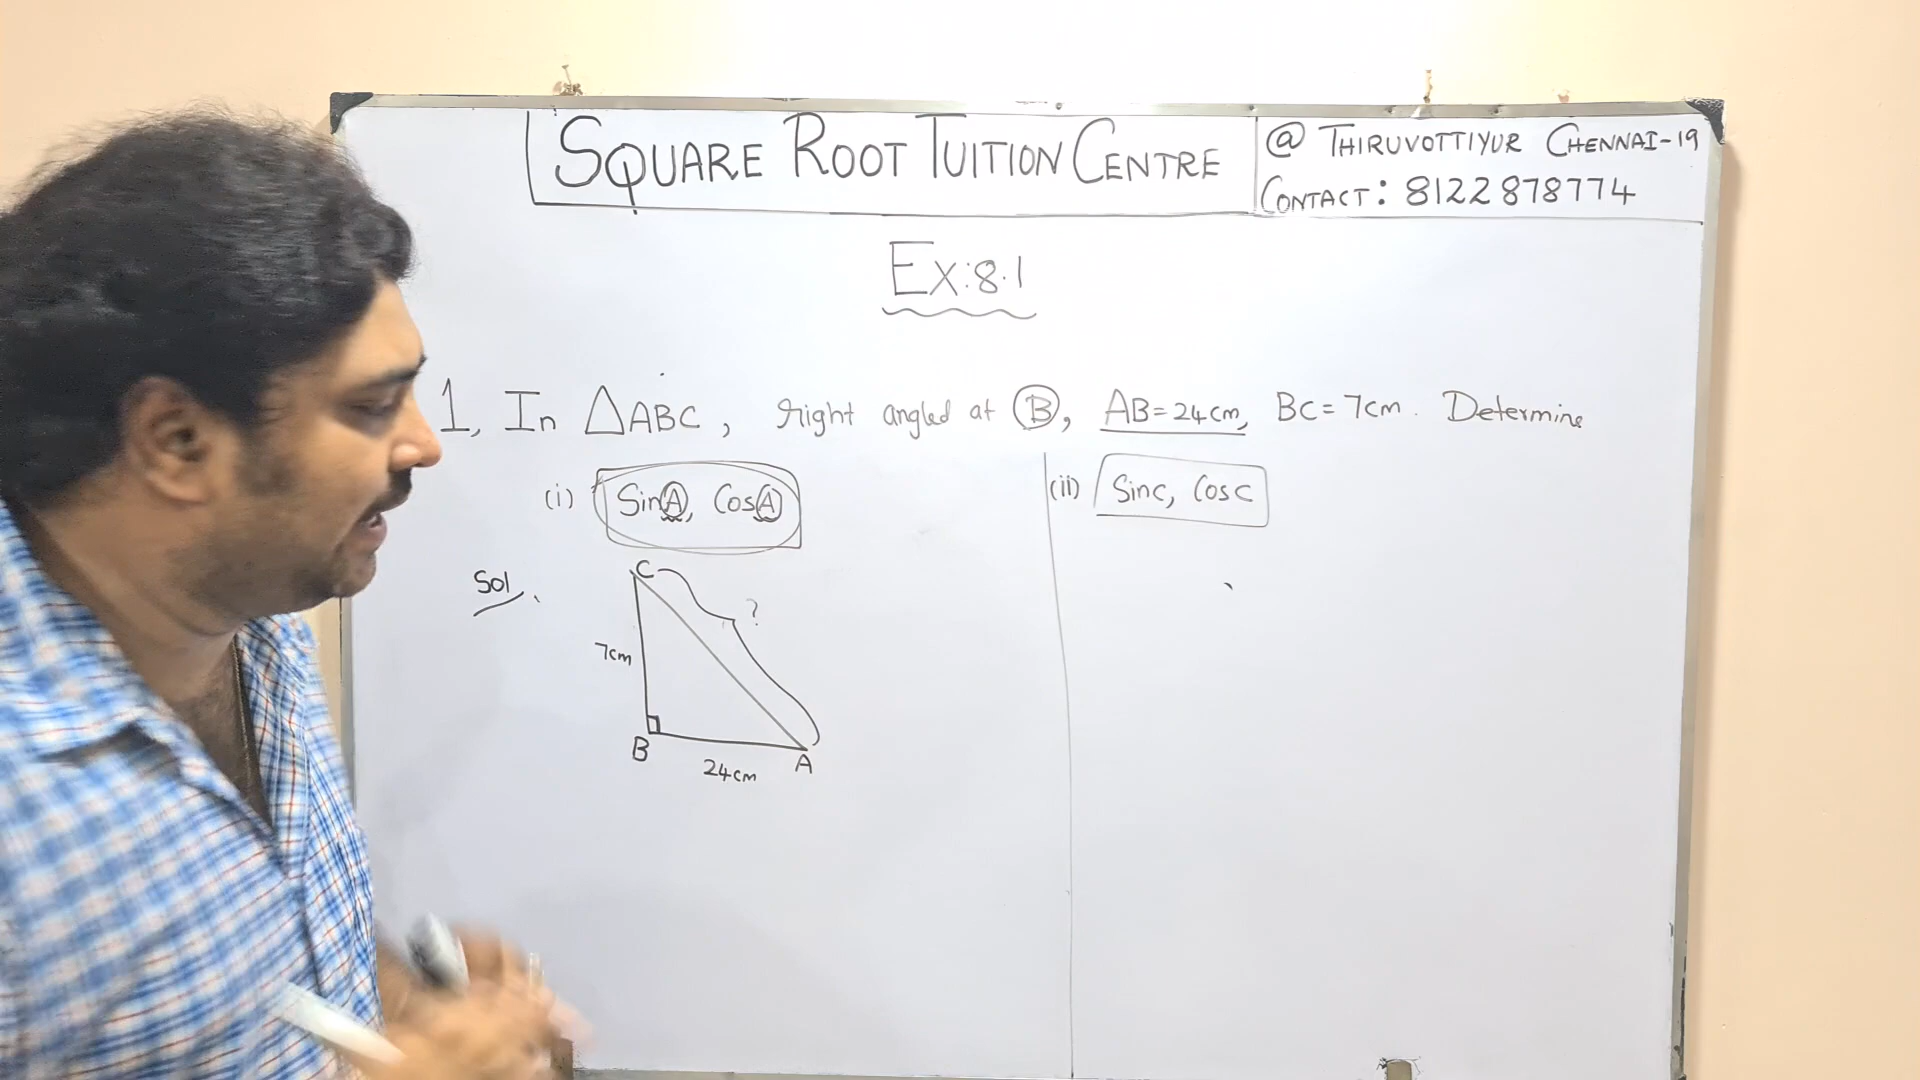 SQUARE ROOT TUITION CENTRE
@ THIRUVOTTIYUR CHENNAI-19
CONTACT: 8122878774
Ex:8.1
1, In △ABC, right angled at B, AB=24cm, BC=7cm. Determine
(i) SinA, CosA
(ii) Sinc, Cosc
Sol
C
?
7cm
B
24cm
A